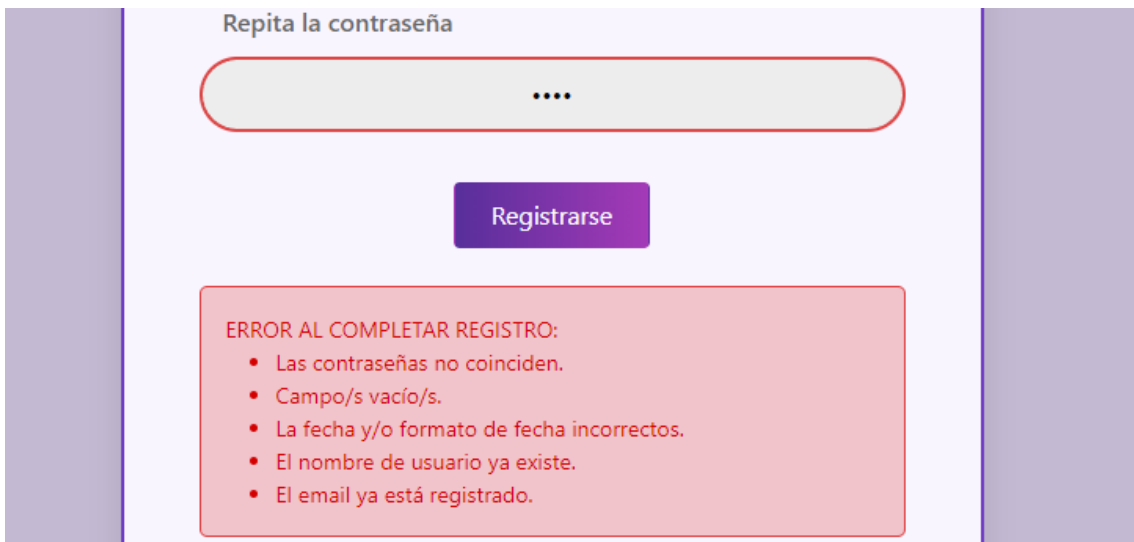 Repita la contraseña
••••
Registrarse
ERROR AL COMPLETAR REGISTRO:
• Las contraseñas no coinciden.
• Campo/s vacío/s.
• La fecha y/o formato de fecha incorrectos.
• El nombre de usuario ya existe.
• El email ya está registrado.